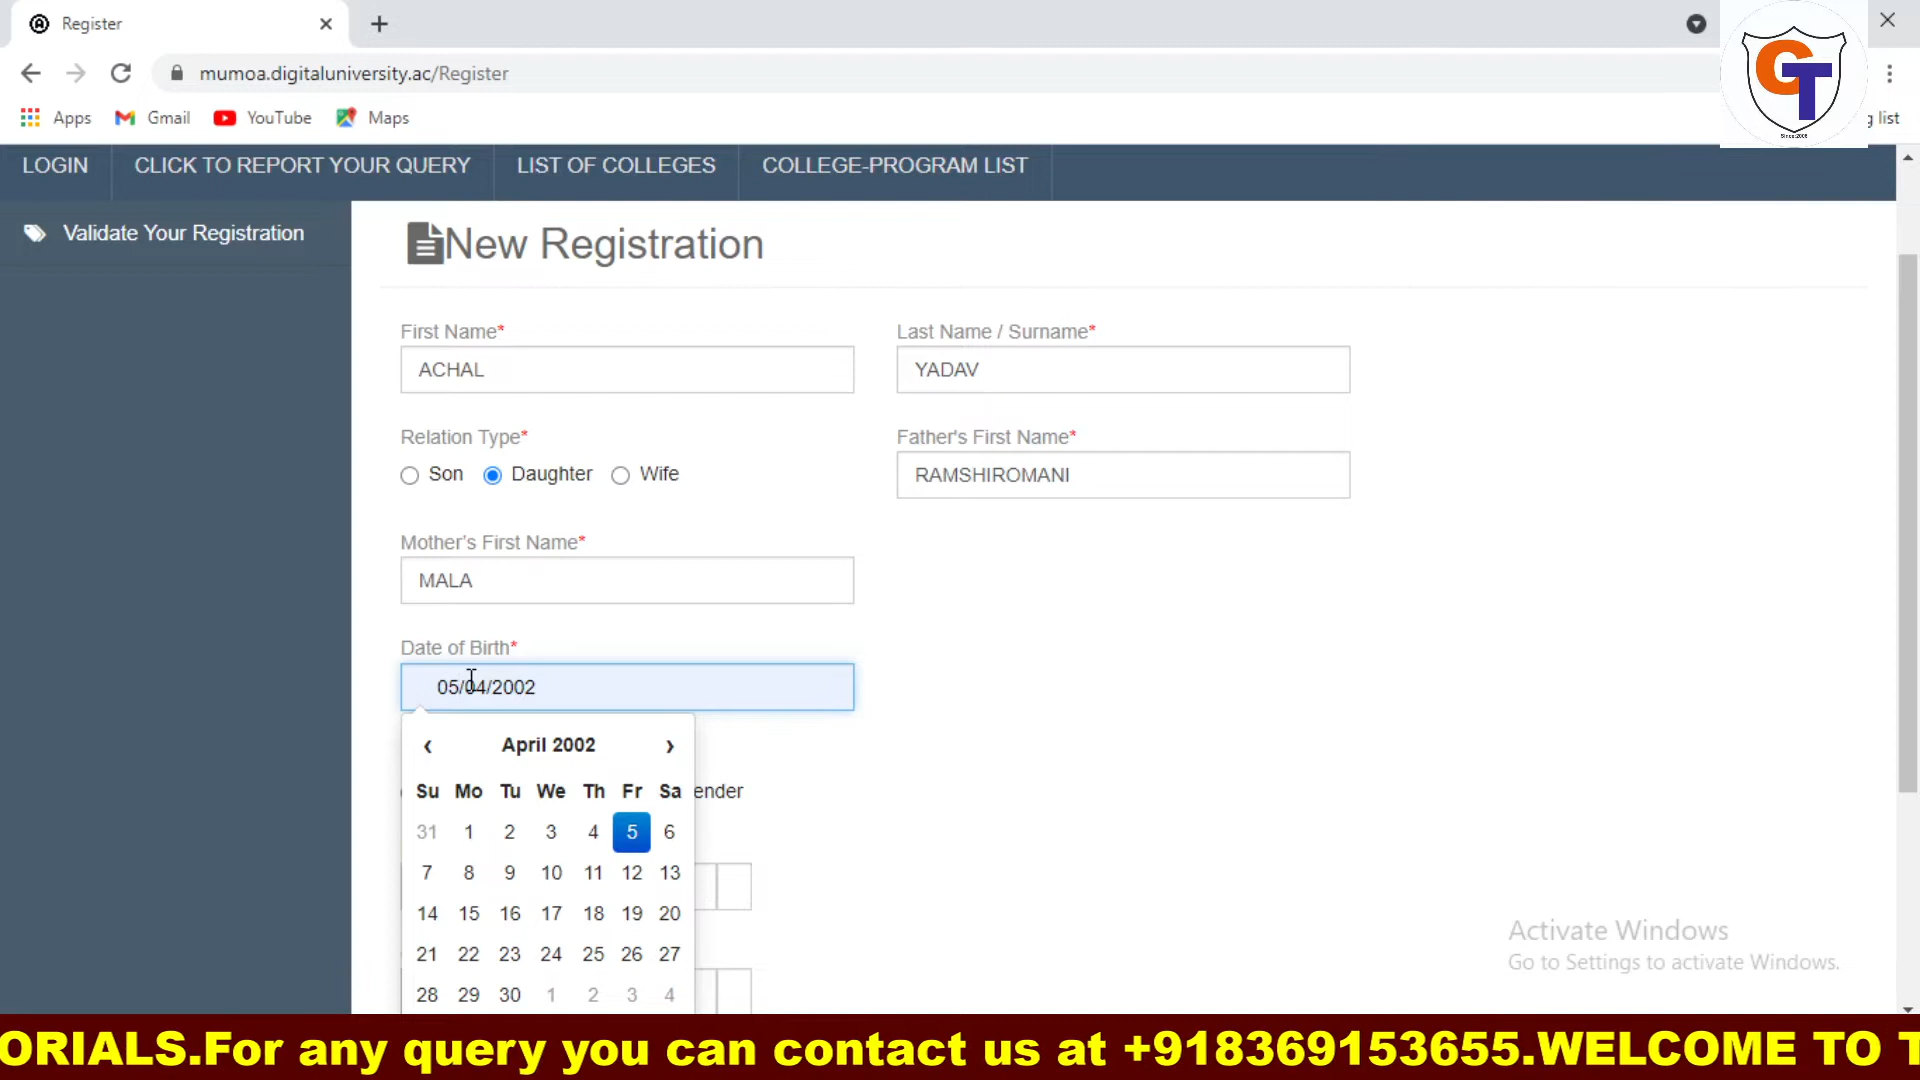 Register
mumoa.digitaluniversity.ac/Register
Apps Gmail YouTube Maps
g list
GT
Since:2008
LOGIN CLICK TO REPORT YOUR QUERY LIST OF COLLEGES COLLEGE-PROGRAM LIST
Validate Your Registration
New Registration
First Name* Last Name / Surname*
ACHAL YADAV
Relation Type* Father's First Name*
Son Daughter Wife RAMSHIROMANI
Mother's First Name*
MALA
Date of Birth*
05/04/2002
‹ April 2002 ›
Su Mo Tu We Th Fr Sa ender
31 1 2 3 4 5 6
7 8 9 10 11 12 13
14 15 16 17 18 19 20
21 22 23 24 25 26 27
28 29 30 1 2 3 4
Activate Windows
Go to Settings to activate Windows.
ORIALS.For any query you can contact us at +918369153655.WELCOME TO T